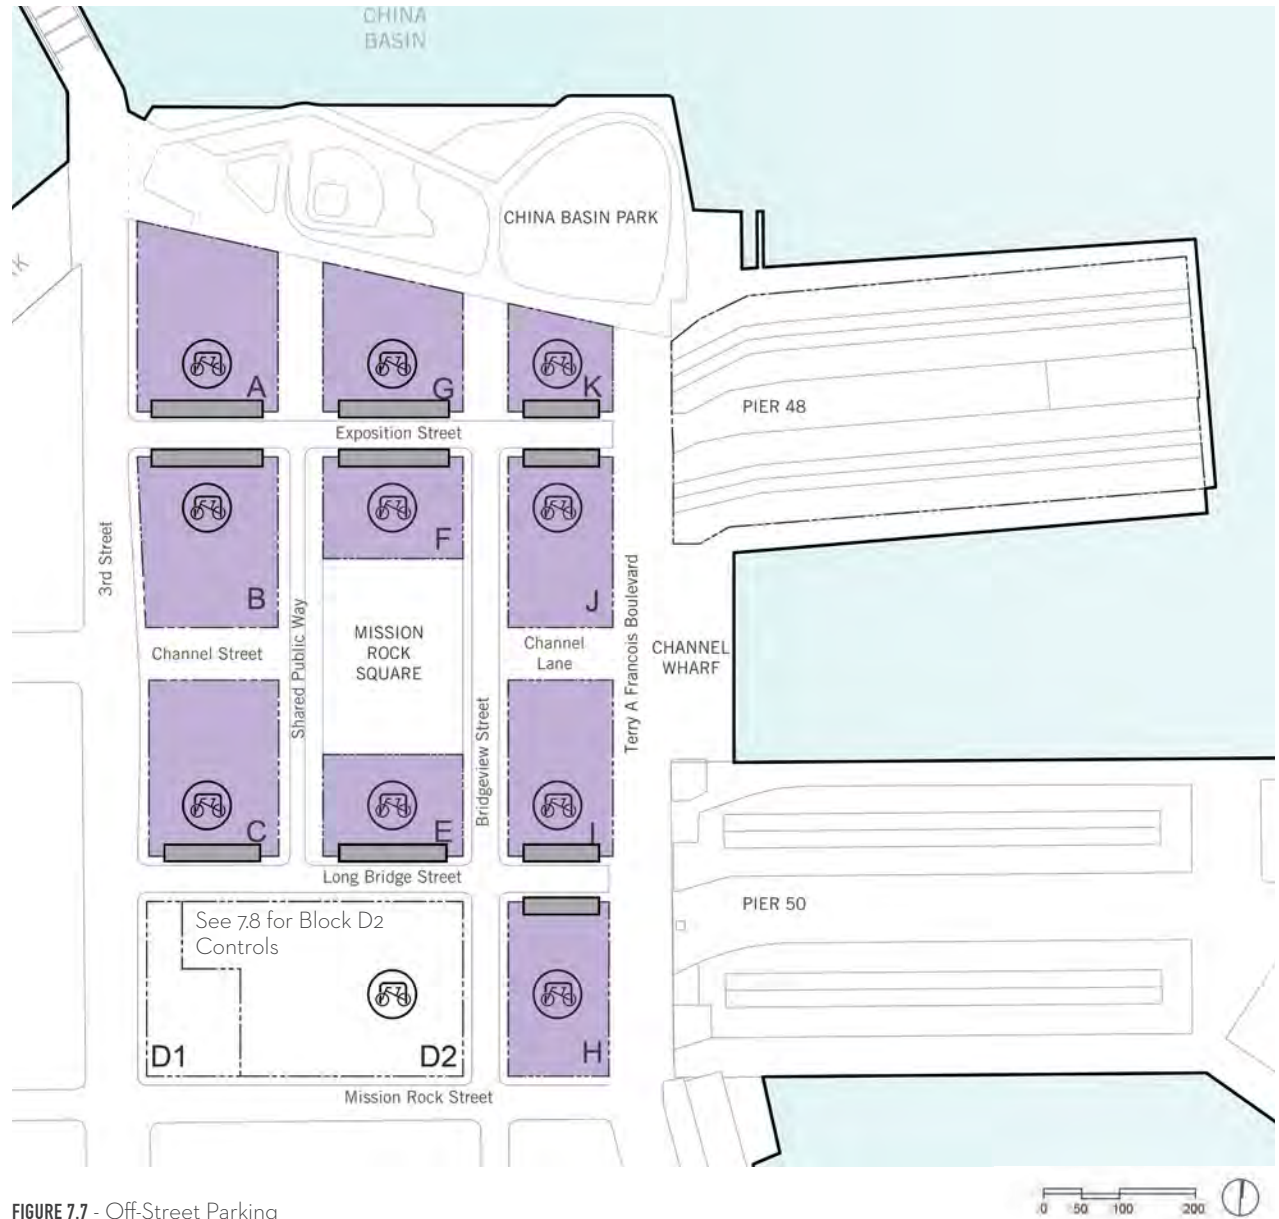 CHINA
BASIN
CHINA BASIN PARK
A
G
K
PIER 48
Exposition Street
3rd Street
B
F
J
Shared Public Way
MISSION
ROCK
SQUARE
Channel Street
Channel
Lane
Terry A Francois Boulevard
CHANNEL
WHARF
Bridgeview Street
C
E
I
Long Bridge Street
See 7.8 for Block D2
Controls
PIER 50
D1
D2
H
Mission Rock Street
FIGURE 7.7 - Off-Street Parking
0 50 100 200